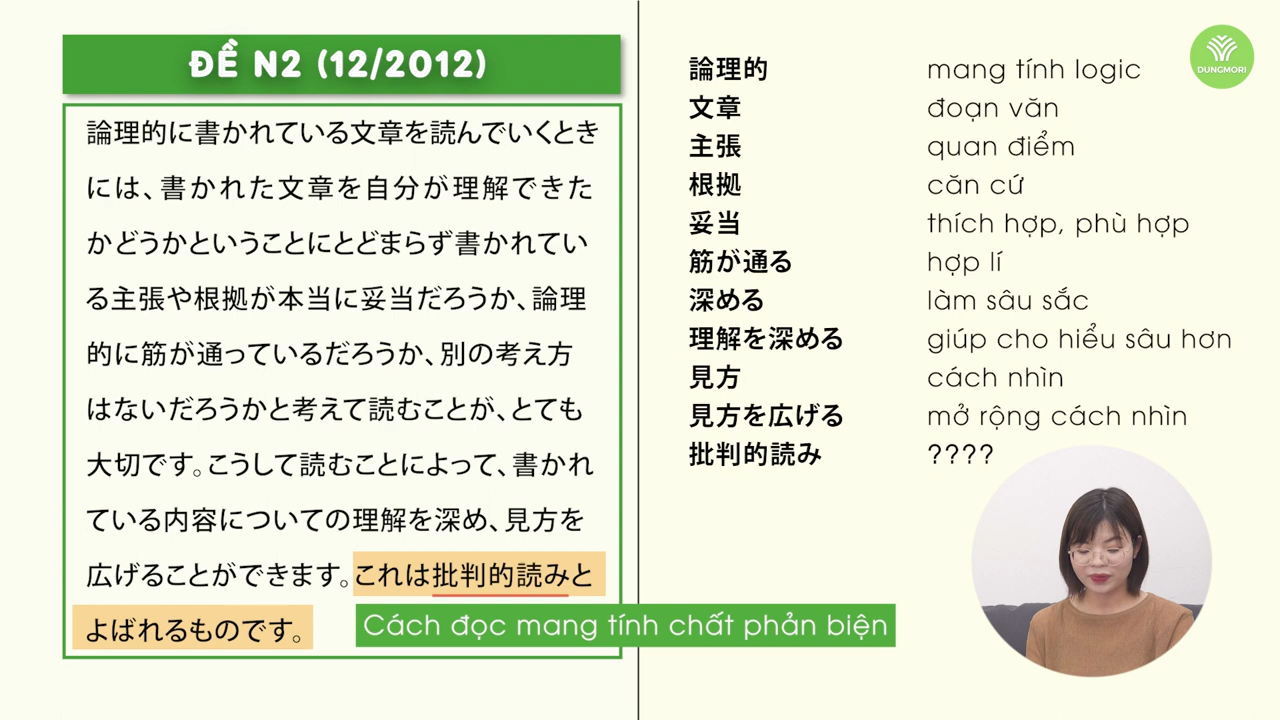 ĐỀ N2 (12/2012)
論理的に書かれている文章を読んでいくとき
には、書かれた文章を自分が理解できた
かどうかということにとどまらず書かれてい
る主張や根拠が本当に妥当だろうか、論理
的に筋が通っているだろうか、別の考え方
はないだろうかと考えて読むことが、とても
大切です。こうして読むことによって、書かれ
ている内容についての理解を深め、見方を
広げることができます。これは批判的読みと
よばれるものです。
Cách đọc mang tính chất phản biện
論理的 mang tính logic
文章 đoạn văn
主張 quan điểm
根拠 căn cứ
妥当 thích hợp, phù hợp
筋が通る hợp lí
深める làm sâu sắc
理解を深める giúp cho hiểu sâu hơn
見方 cách nhìn
見方を広げる mở rộng cách nhìn
批判的読み ????
DUNGMORI